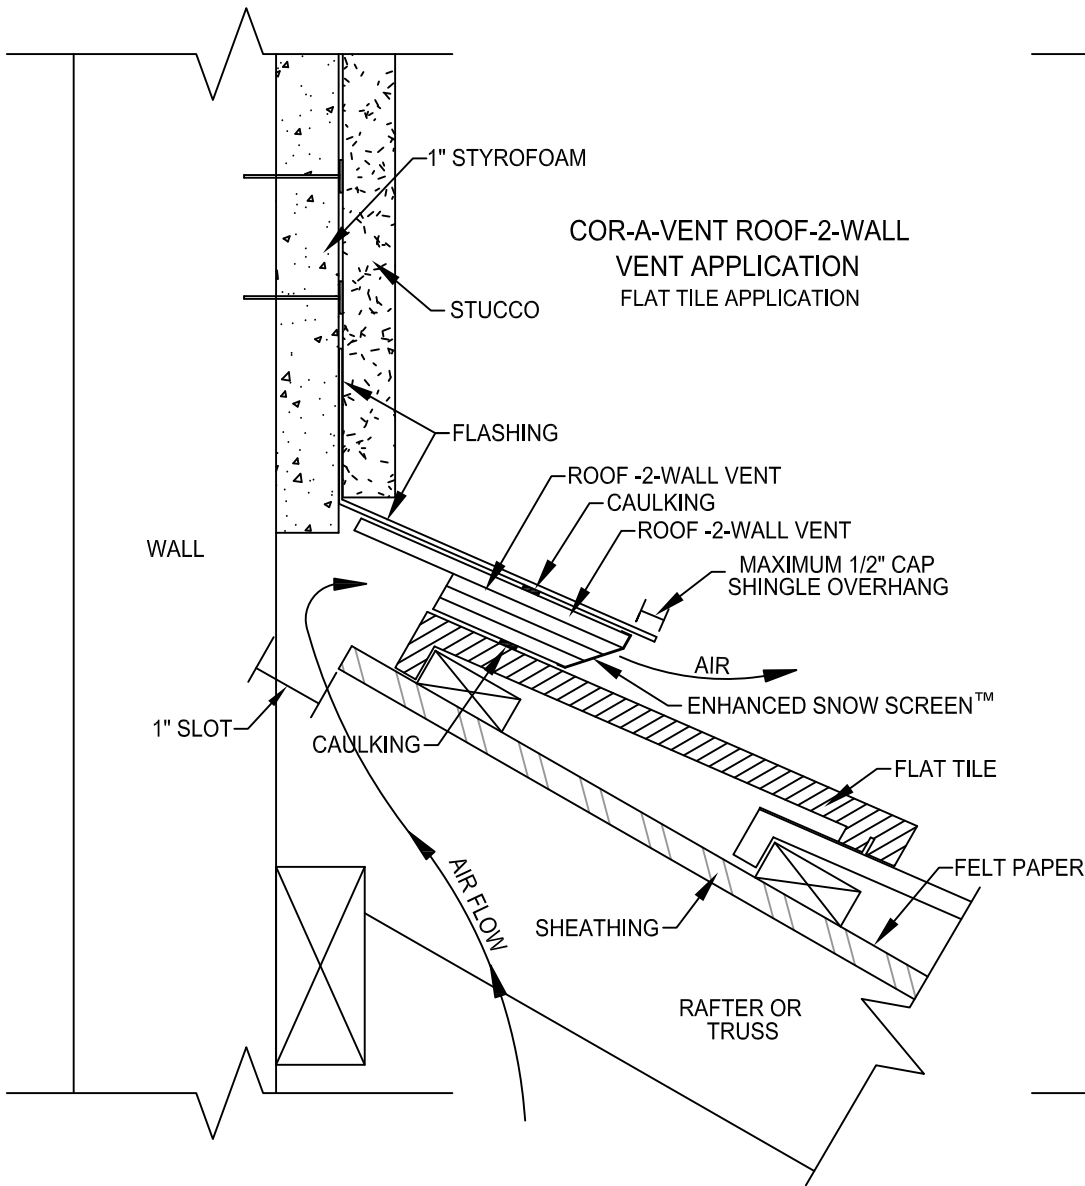 1" STYROFOAM
COR-A-VENT ROOF-2-WALL
VENT APPLICATION
FLAT TILE APPLICATION
STUCCO
FLASHING
ROOF -2-WALL VENT
CAULKING
ROOF -2-WALL VENT
WALL
MAXIMUM 1/2" CAP
SHINGLE OVERHANG
AIR
ENHANCED SNOW SCREEN™
1" SLOT
CAULKING
FLAT TILE
FELT PAPER
AIR FLOW
SHEATHING
RAFTER OR
TRUSS